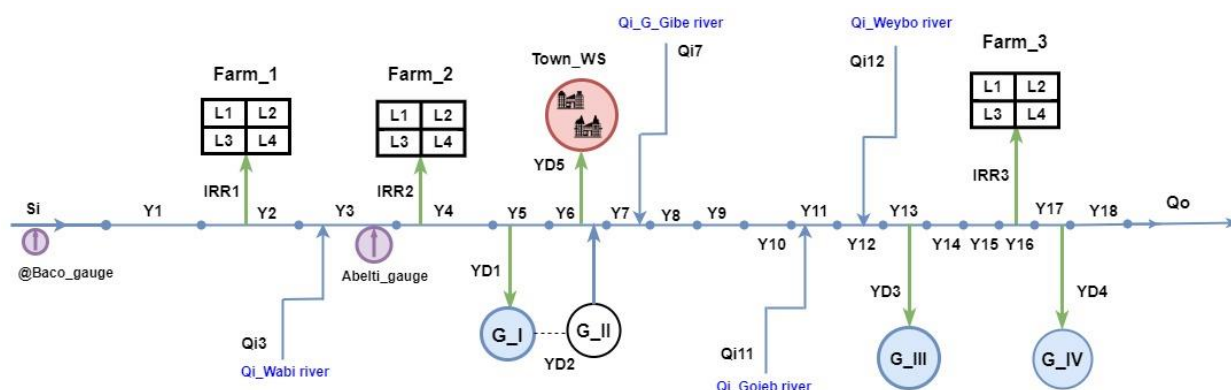 Qi_G_Gibe river
Qi_Weybo river
Farm_1
Farm_2
Town_WS
Qi7
Qi12
Farm_3
L1 L2
L3 L4
L1 L2
L3 L4
L1 L2
L3 L4
IRR1
IRR2
YD5
IRR3
Si
Y1
Y2
Y3
Y4
Y5
Y6
Y7
Y8
Y9
Y10
Y11
Y12
Y13
Y14
Y15
Y16
Y17
Y18
Qo
@Baco_gauge
Abelti_gauge
YD1
YD3
YD4
Qi3
G_I
G_II
YD2
Qi11
G_III
G_IV
Qi_Wabi river
Qi_Gojeb river